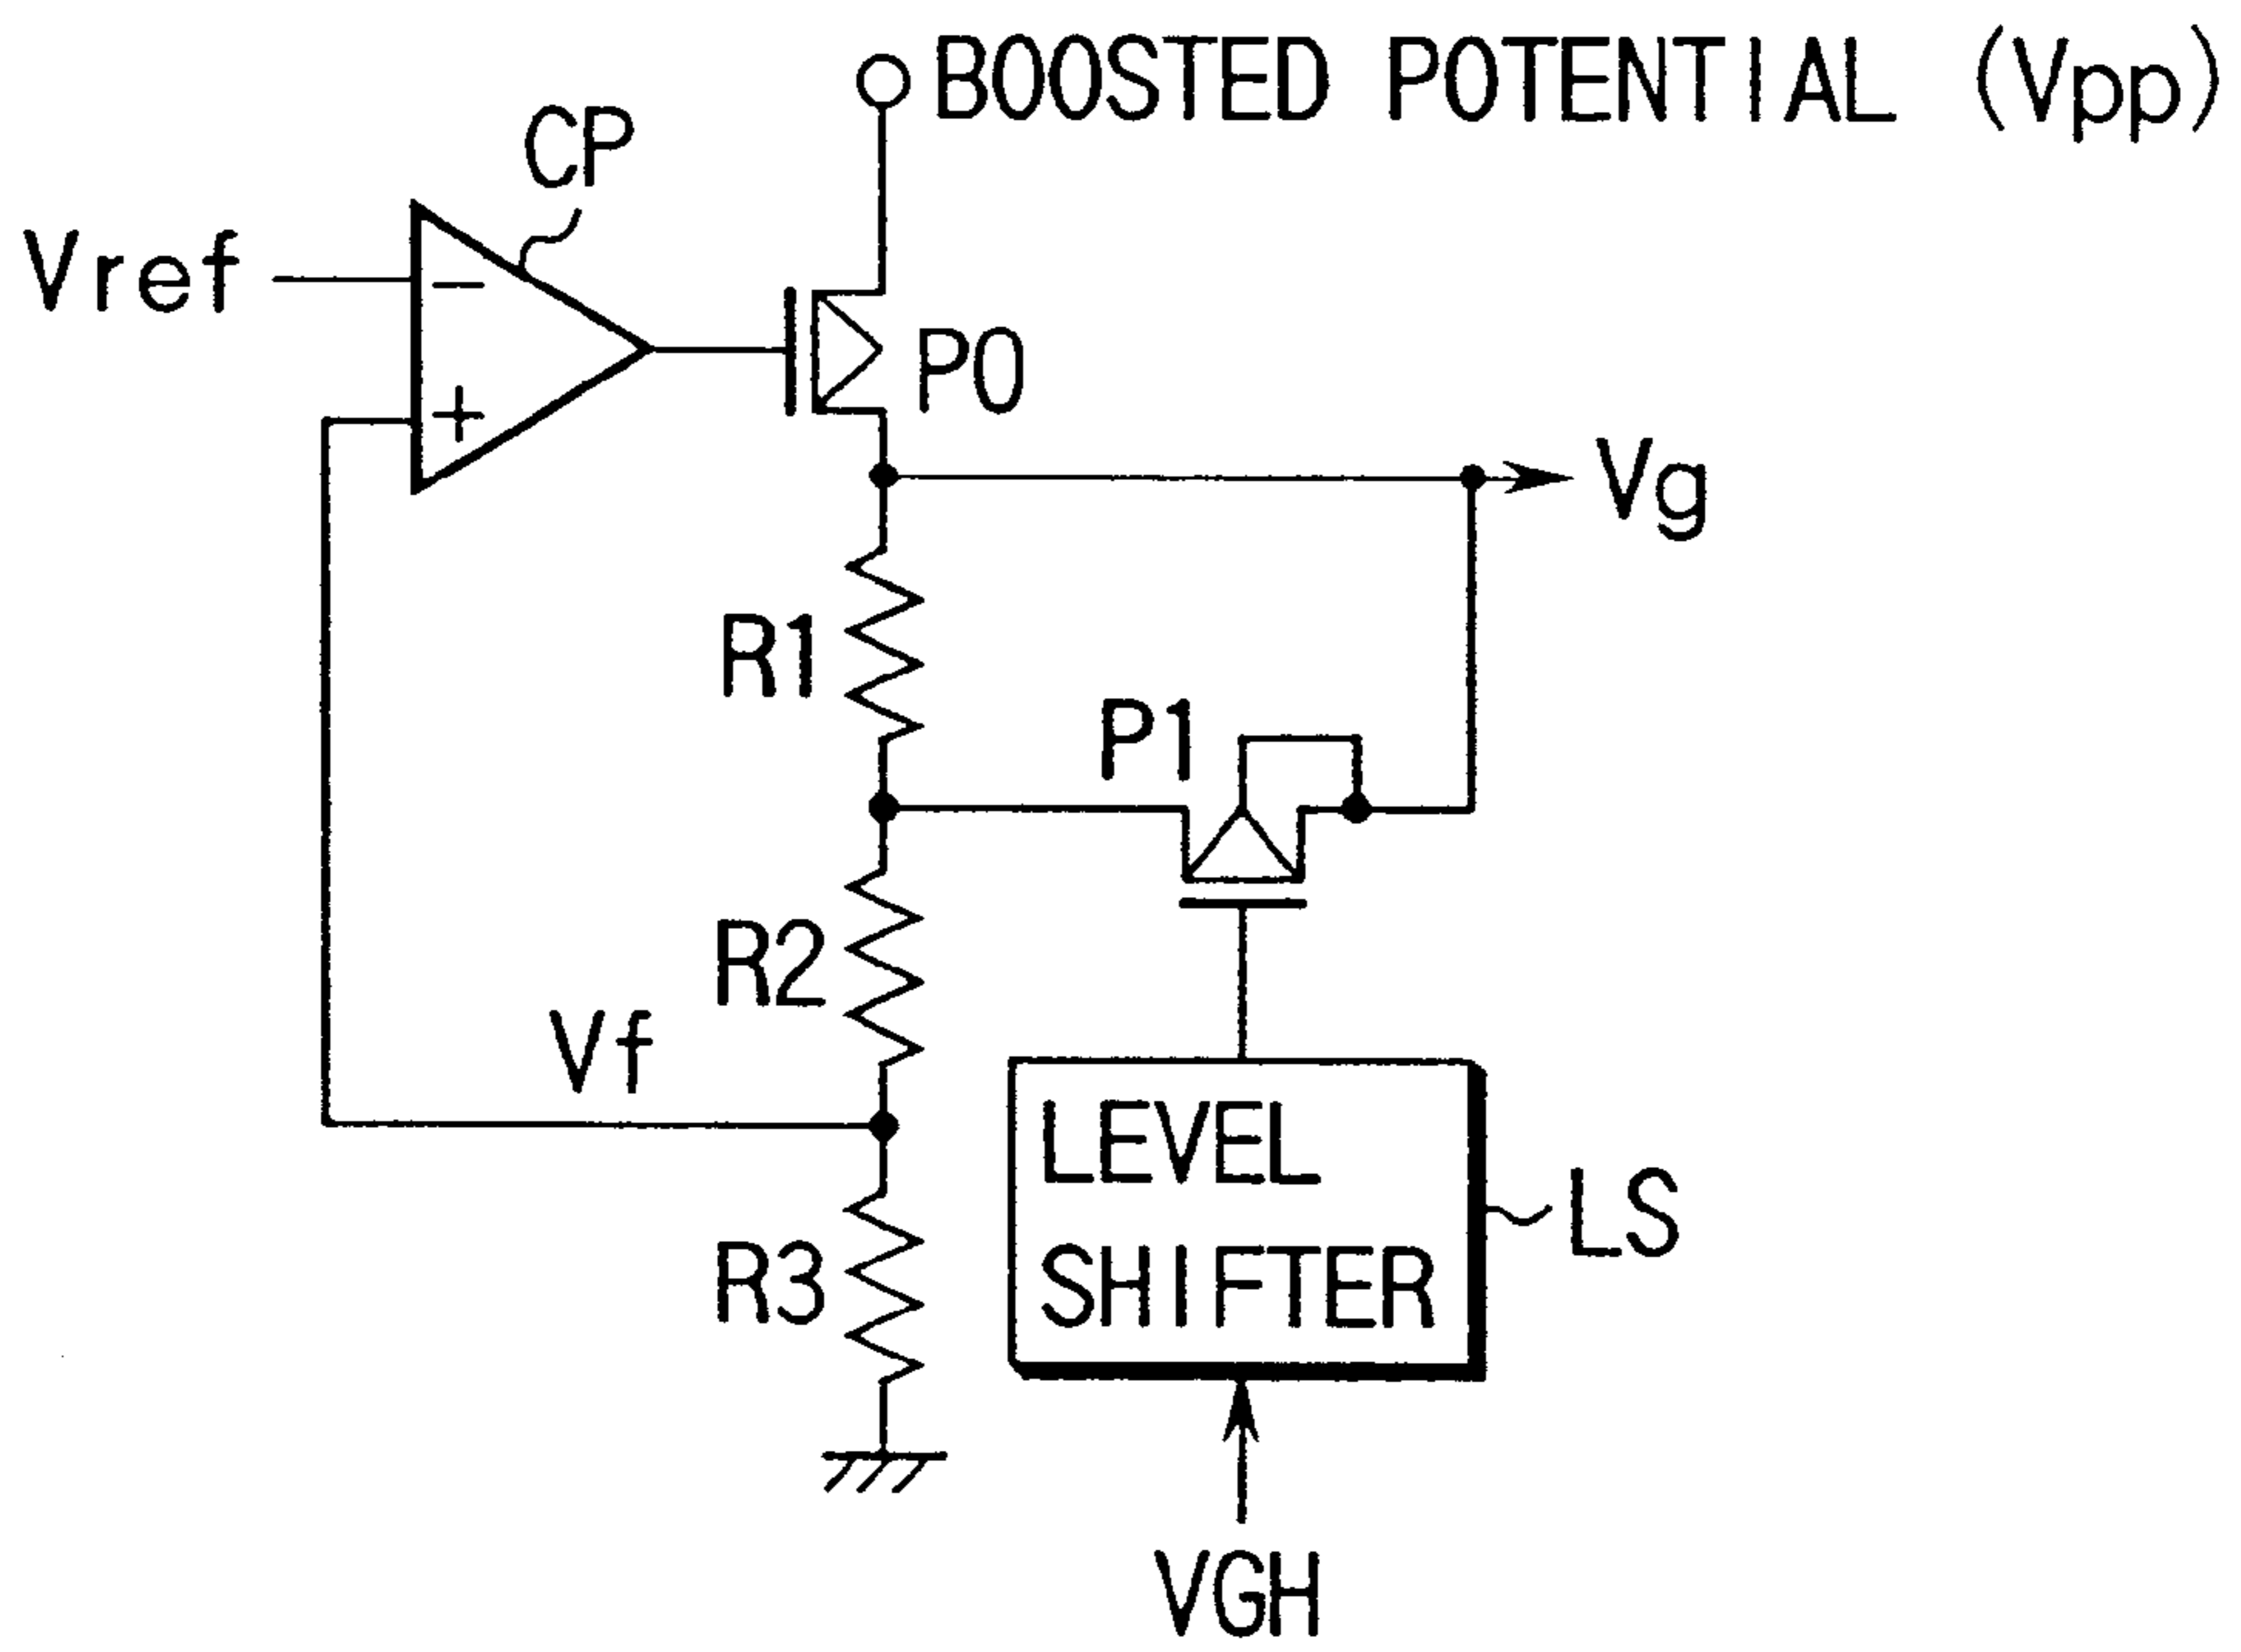 BOOSTED POTENTIAL (Vpp)
CP
Vref
−
+
P0
Vg
R1
P1
R2
Vf
LEVEL
SHIFTER
LS
R3
VGH